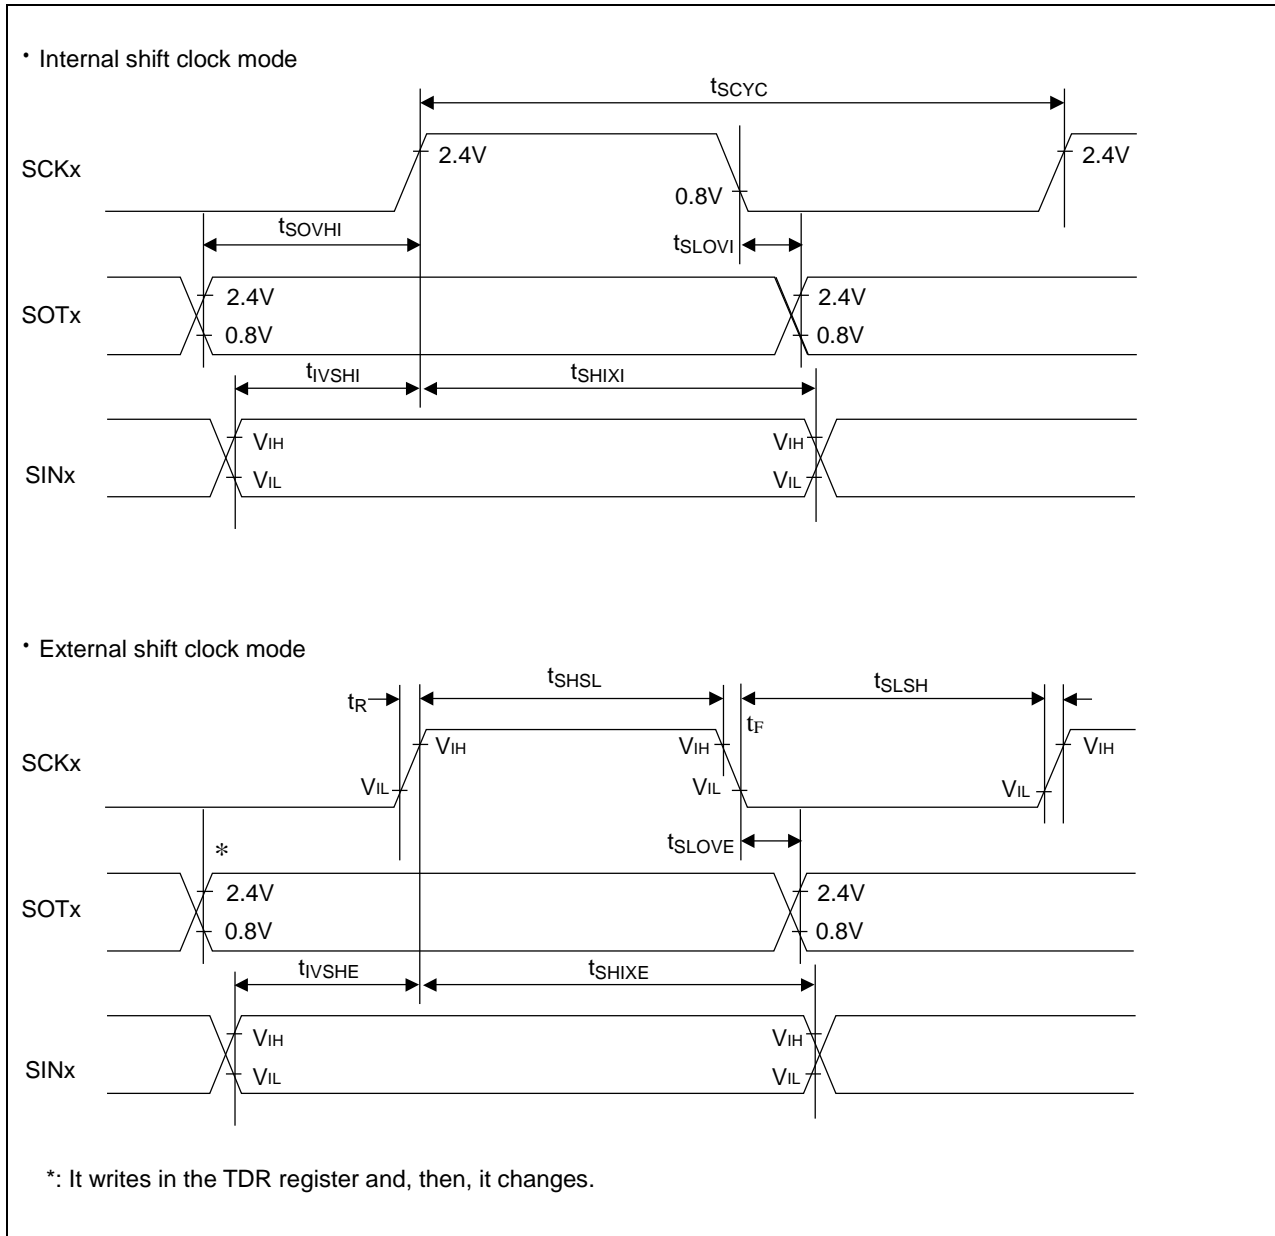 ・ Internal shift clock mode
tSCYC
SCKx
2.4V
0.8V
2.4V
tSOVHI
tSLOVI
SOTx
2.4V
0.8V
2.4V
0.8V
tIVSHI
tSHIXI
SINx
VIH
VIL
VIH
VIL
・ External shift clock mode
tR
tSHSL
tSLSH
tF
SCKx
VIH
VIL
VIH
VIL
VIH
VIL
tSLOVE
*
SOTx
2.4V
0.8V
2.4V
0.8V
tIVSHE
tSHIXE
SINx
VIH
VIL
VIH
VIL
*: It writes in the TDR register and, then, it changes.